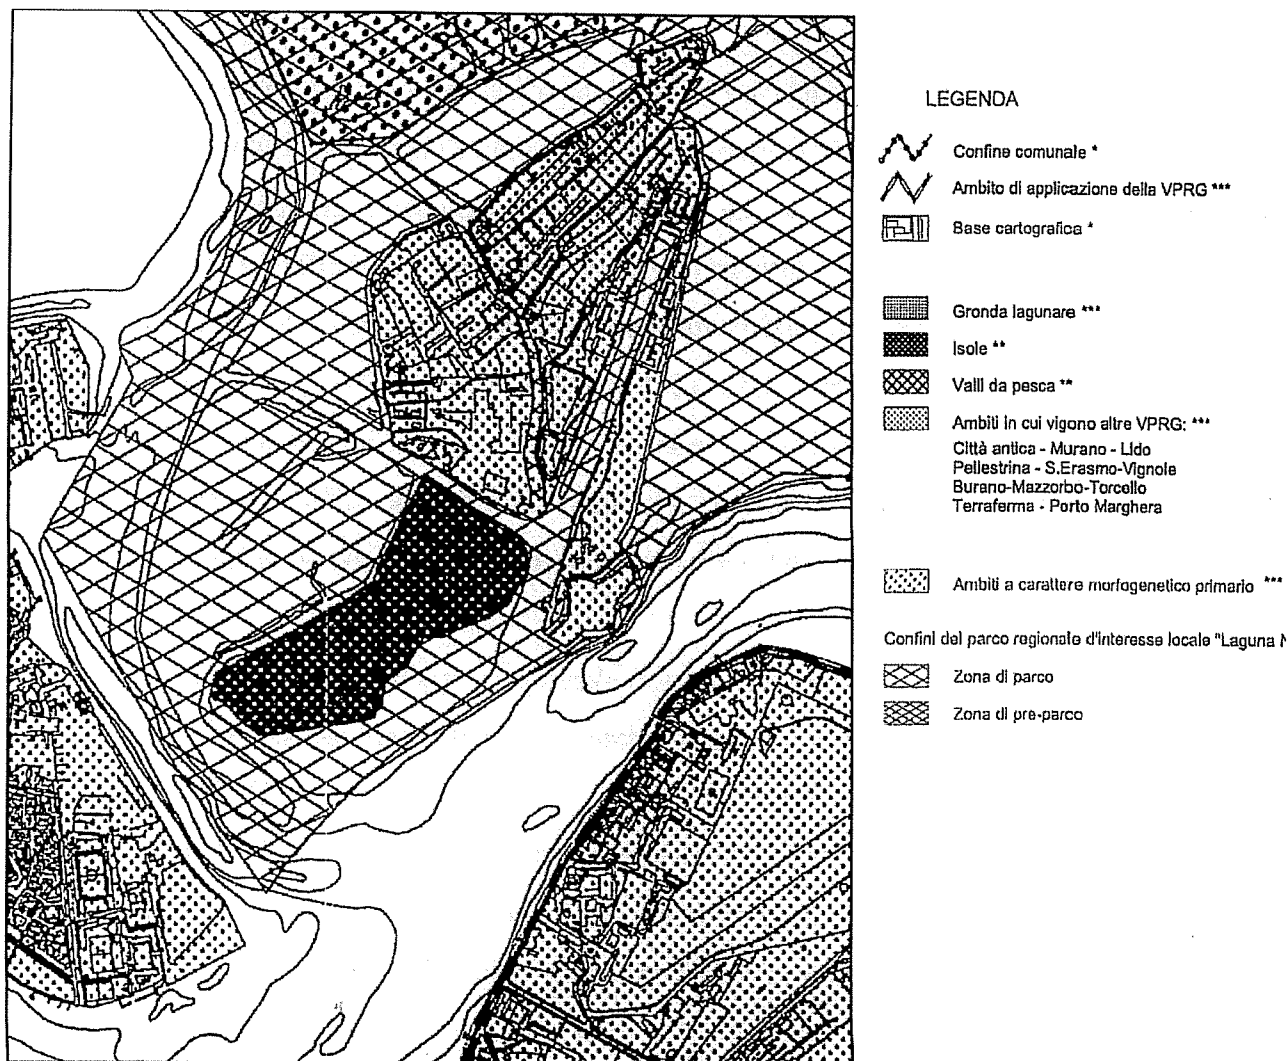 LEGENDA
Confine comunale *
Ambito di applicazione della VPRG ***
Base cartografica *
Gronda lagunare ***
Isole **
Valli da pesca **
Ambiti in cui vigono altre VPRG: ***
Città antica - Murano - Lido
Pellestrina - S.Erasmo-Vignole
Burano-Mazzorbo-Torcello
Terraferma - Porto Marghera
Ambiti a carattere morfogenetico primario ***
Confini del parco regionale d'interesse locale "Laguna
Zona di parco
Zona di pre-parco